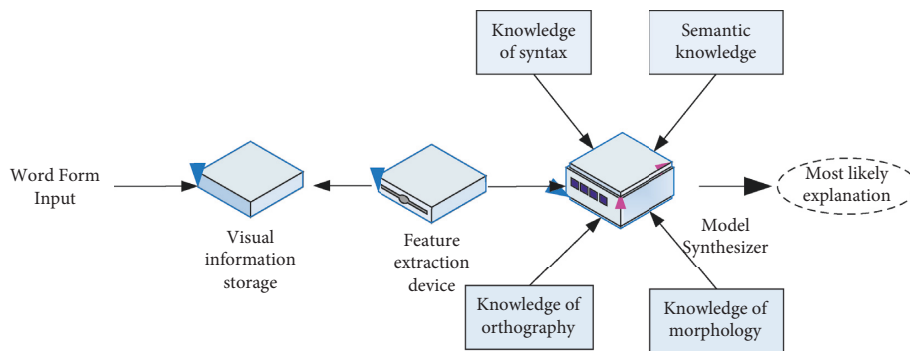 Knowledge
of syntax
Semantic
knowledge
Word Form
Input
Most likely
explanation
Visual
information
storage
Feature
extraction
device
Model
Synthesizer
Knowledge of
orthography
Knowledge of
morphology